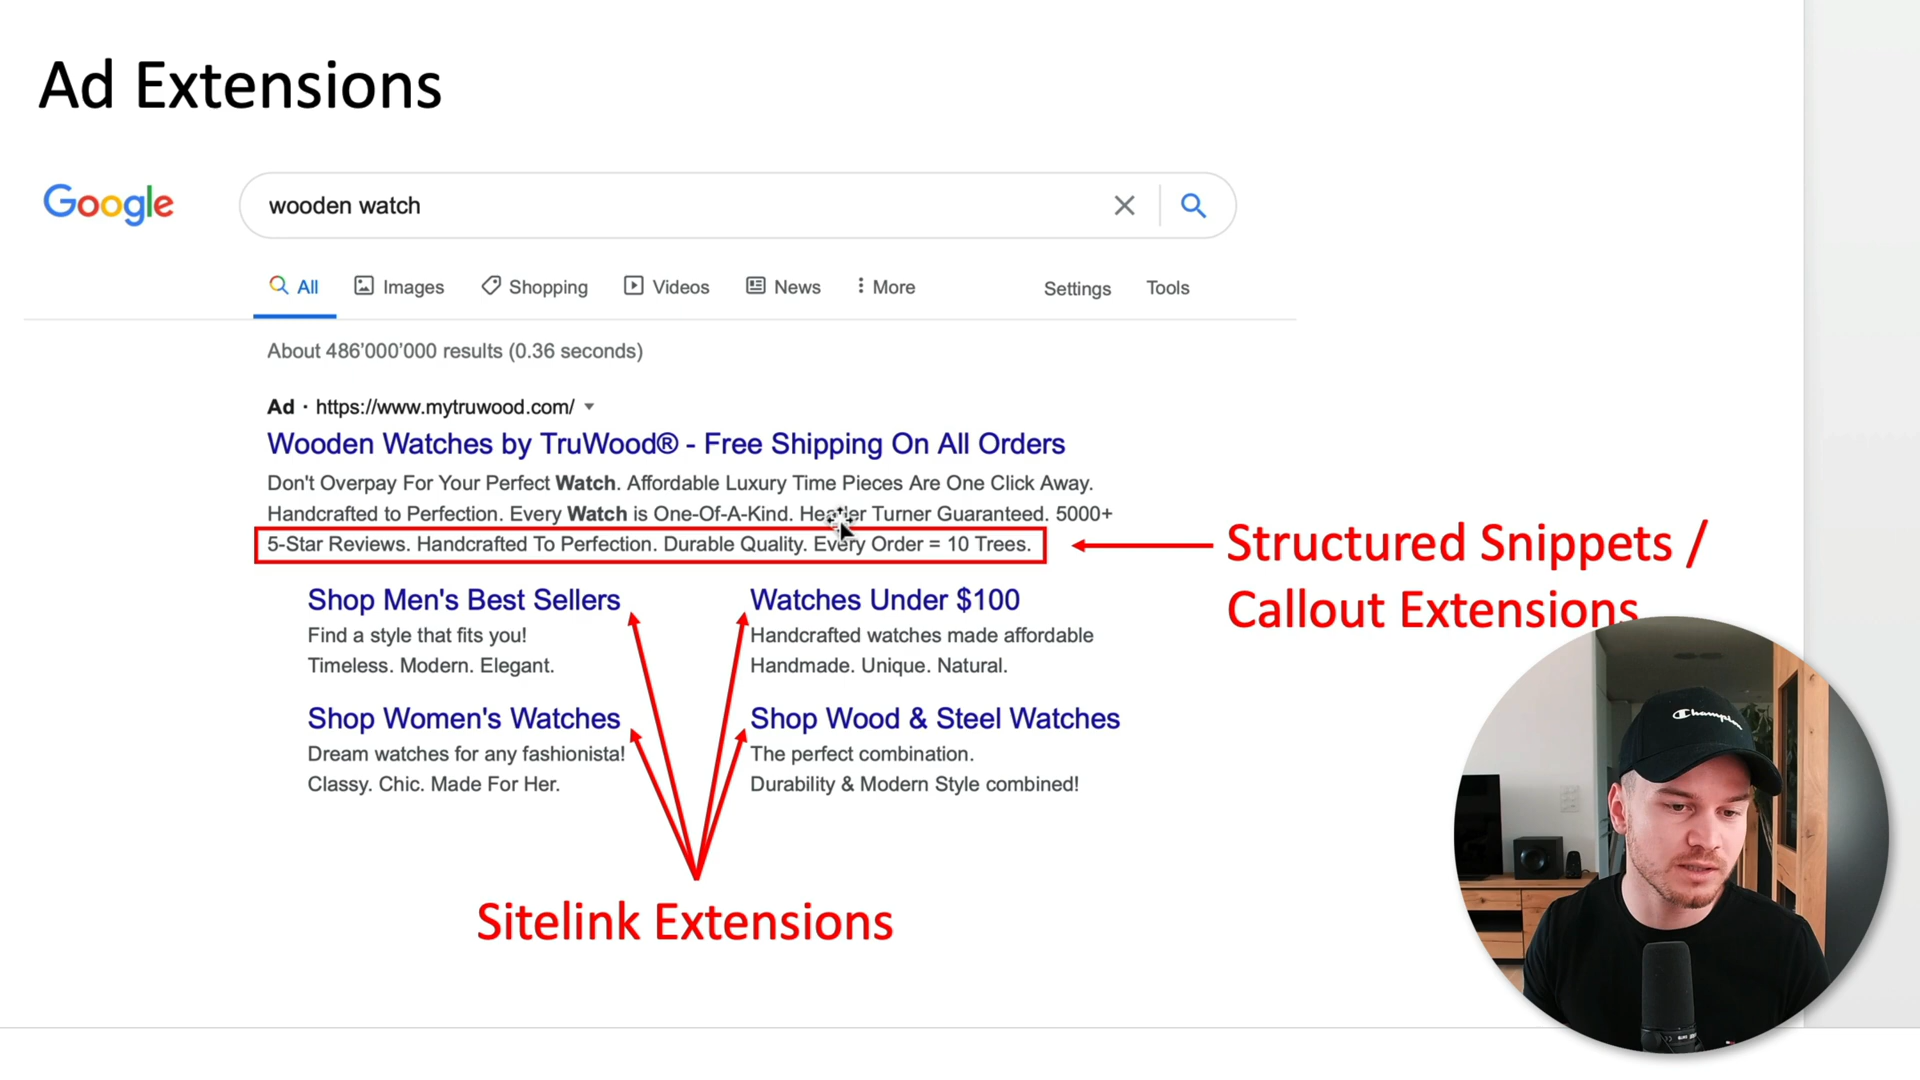 Ad Extensions
Google
wooden watch
All Images Shopping Videos News More Settings Tools
About 486'000'000 results (0.36 seconds)
Ad · https://www.mytruwood.com/
Wooden Watches by TruWood® - Free Shipping On All Orders
Don't Overpay For Your Perfect Watch. Affordable Luxury Time Pieces Are One Click Away.
Handcrafted to Perfection. Every Watch is One-Of-A-Kind. Header Turner Guaranteed. 5000+
5-Star Reviews. Handcrafted To Perfection. Durable Quality. Every Order = 10 Trees.
Structured Snippets /
Callout Extensions
Shop Men's Best Sellers
Find a style that fits you!
Timeless. Modern. Elegant.
Watches Under $100
Handcrafted watches made affordable
Handmade. Unique. Natural.
Shop Women's Watches
Dream watches for any fashionista!
Classy. Chic. Made For Her.
Shop Wood & Steel Watches
The perfect combination.
Durability & Modern Style combined!
Sitelink Extensions
Champion